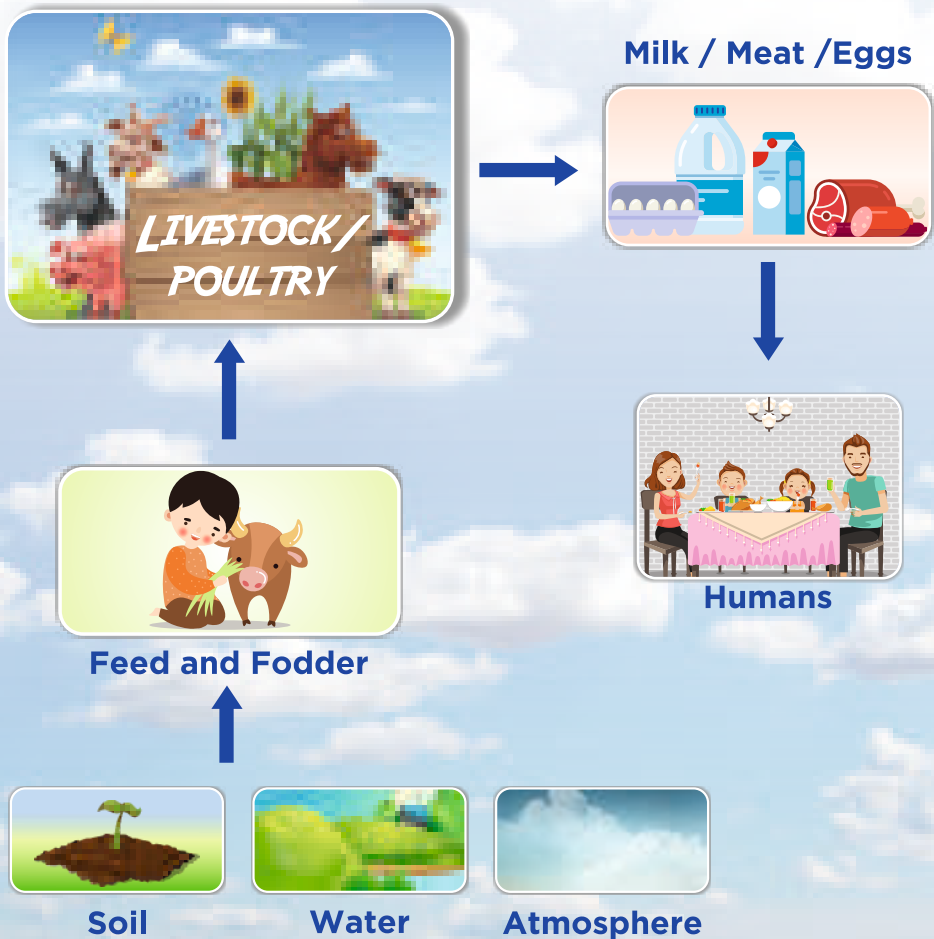 Milk / Meat /Eggs
LIVESTOCK/
POULTRY
Humans
Feed and Fodder
Soil
Water
Atmosphere